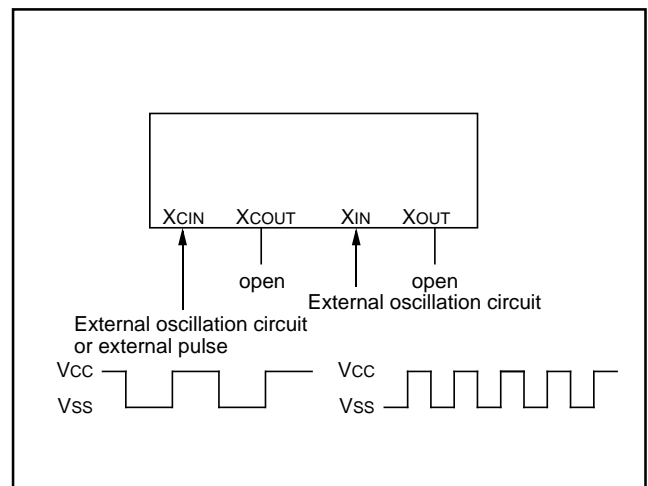 XCIN XCOUT XIN XOUT
open open
External oscillation circuit
External oscillation circuit
or external pulse
VCC VCC
VSS VSS